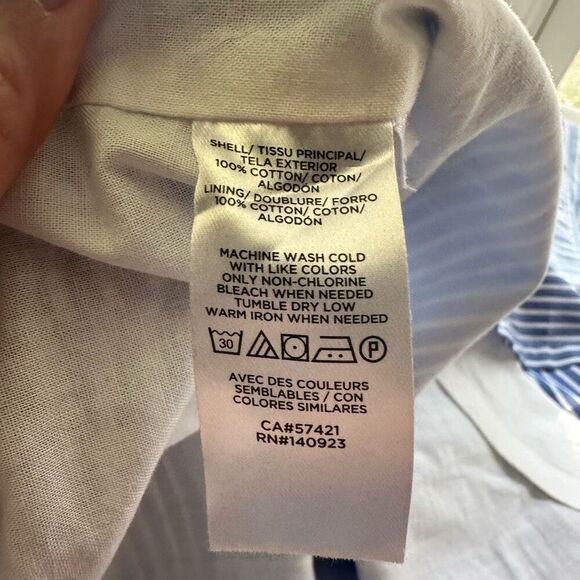 SHELL/ TISSU PRINCIPAL/
TELA EXTERIOR
100% COTTON/ COTON/
ALGODÓN
LINING/ DOUBLURE/ FORRO
100% COTTON/ COTON/
ALGODÓN
MACHINE WASH COLD
WITH LIKE COLORS
ONLY NON-CHLORINE
BLEACH WHEN NEEDED
TUMBLE DRY LOW
WARM IRON WHEN NEEDED
30 P
AVEC DES COULEURS
SEMBLABLES / CON
COLORES SIMILARES
CA#57421
RN#140923